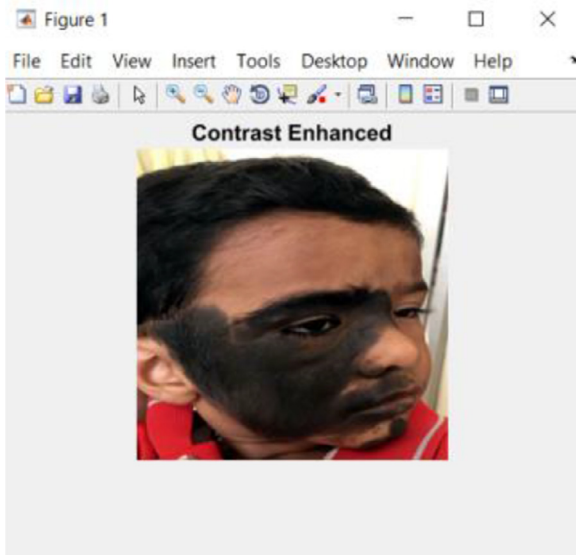 Figure 1
File Edit View Insert Tools Desktop Window Help
Contrast Enhanced